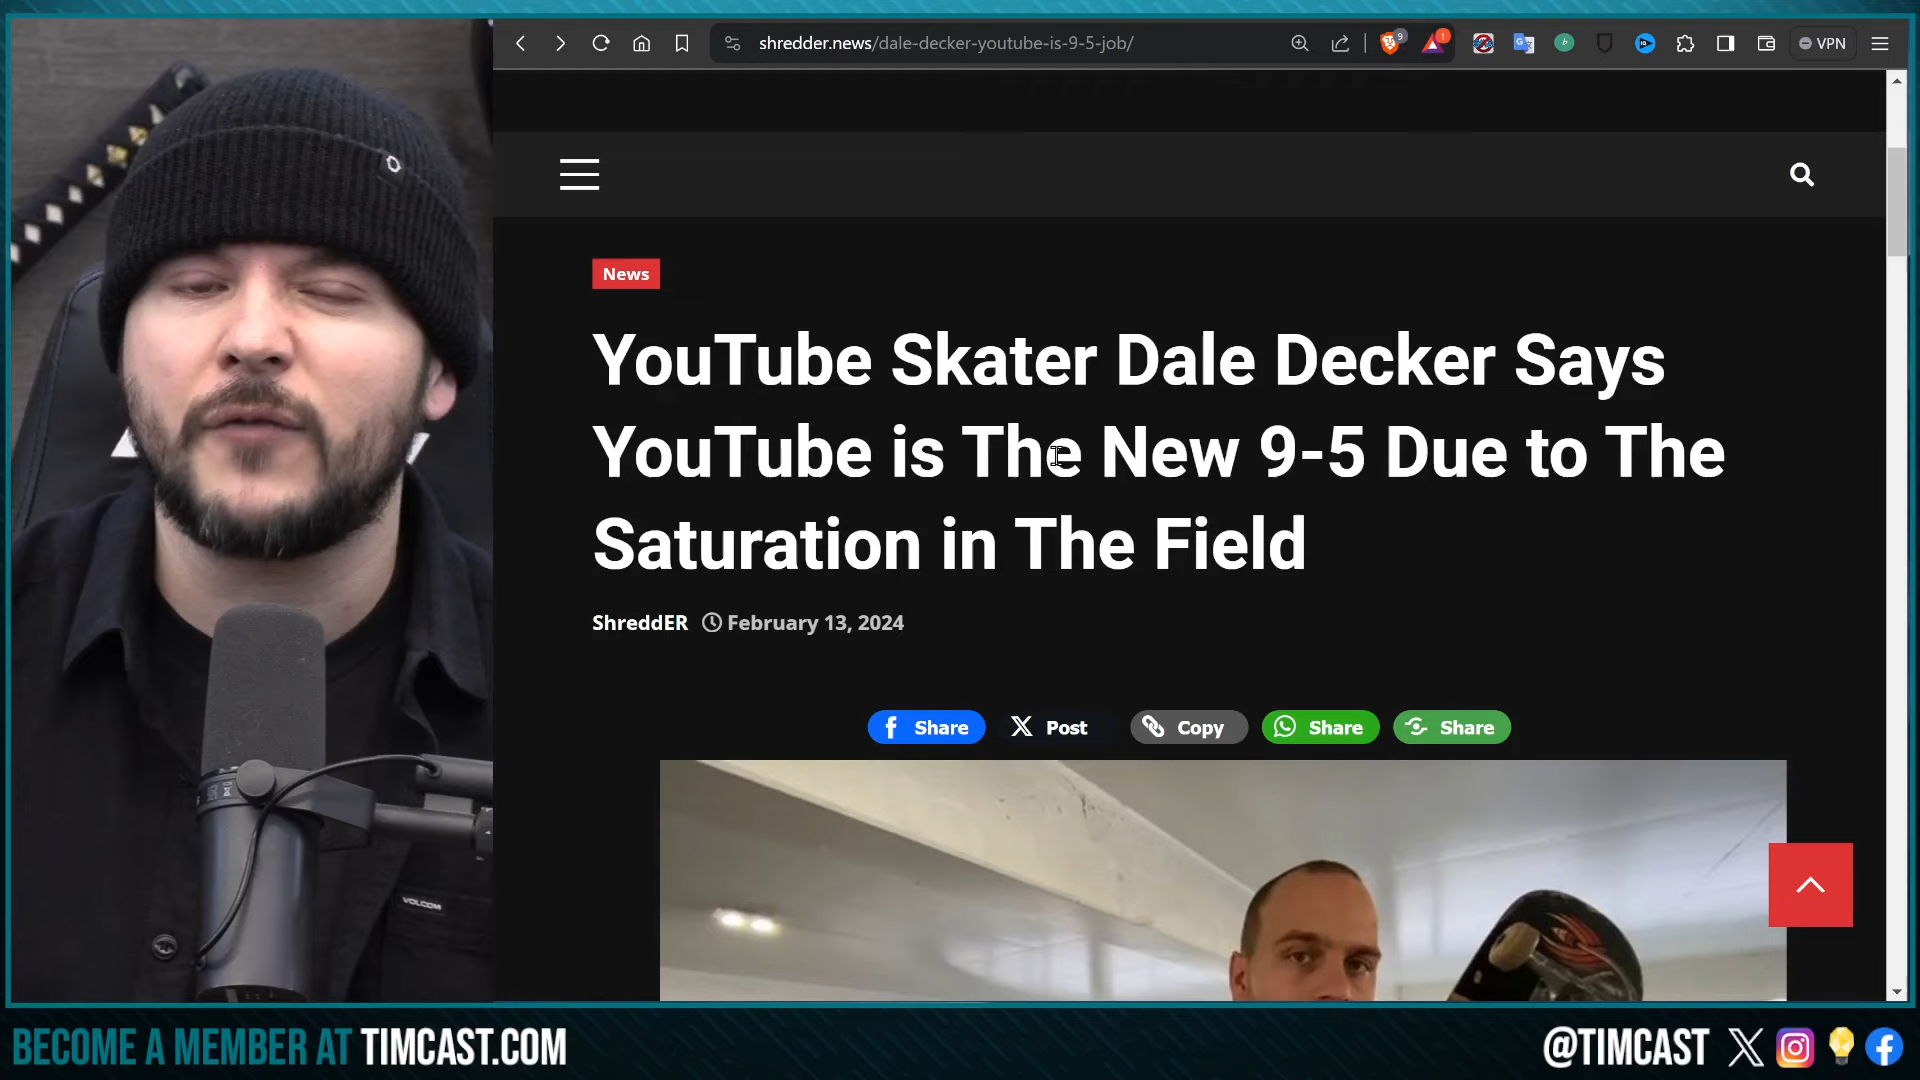 shredder.news/dale-decker-youtube-is-9-5-job/
9
1
VPN
News
YouTube Skater Dale Decker Says
YouTube is The New 9-5 Due to The
Saturation in The Field
ShreddER February 13, 2024
Share
Post
Copy
Share
Share
VOLCOM
BECOME A MEMBER AT TIMCAST.COM
@TIMCAST